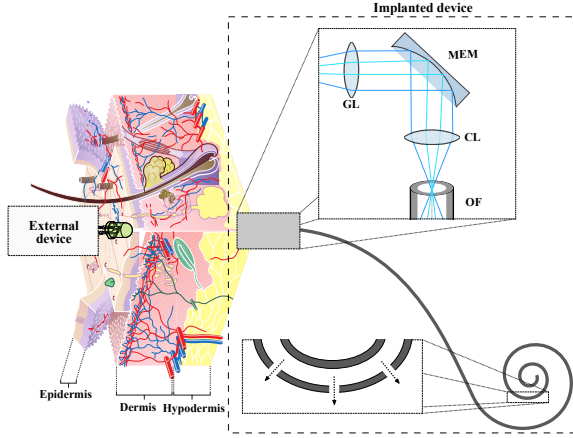 Implanted device
MEM
GL
CL
OF
External
device
Epidermis
Dermis
Hypodermis